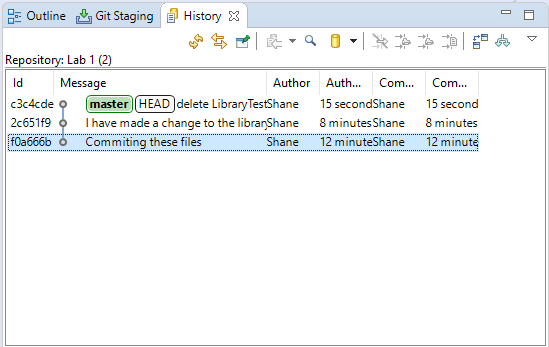 Outline Git Staging History
Repository: Lab 1 (2)
Id Message Author Auth... Com... Com...
c3c4cde master HEAD delete LibraryTest Shane 15 second Shane 15 second
2c651f9 I have made a change to the library Shane 8 minutes Shane 8 minutes
f0a666b Commiting these files Shane 12 minute Shane 12 minute